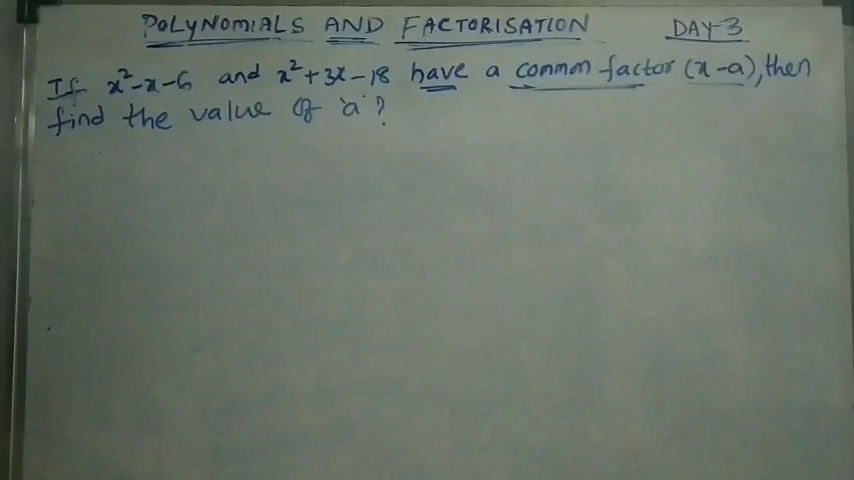 POLYNOMIALS AND FACTORISATION DAY-3
If x²-x-6 and x²+3x-18 have a common factor (x-a), then
find the value of 'a'?